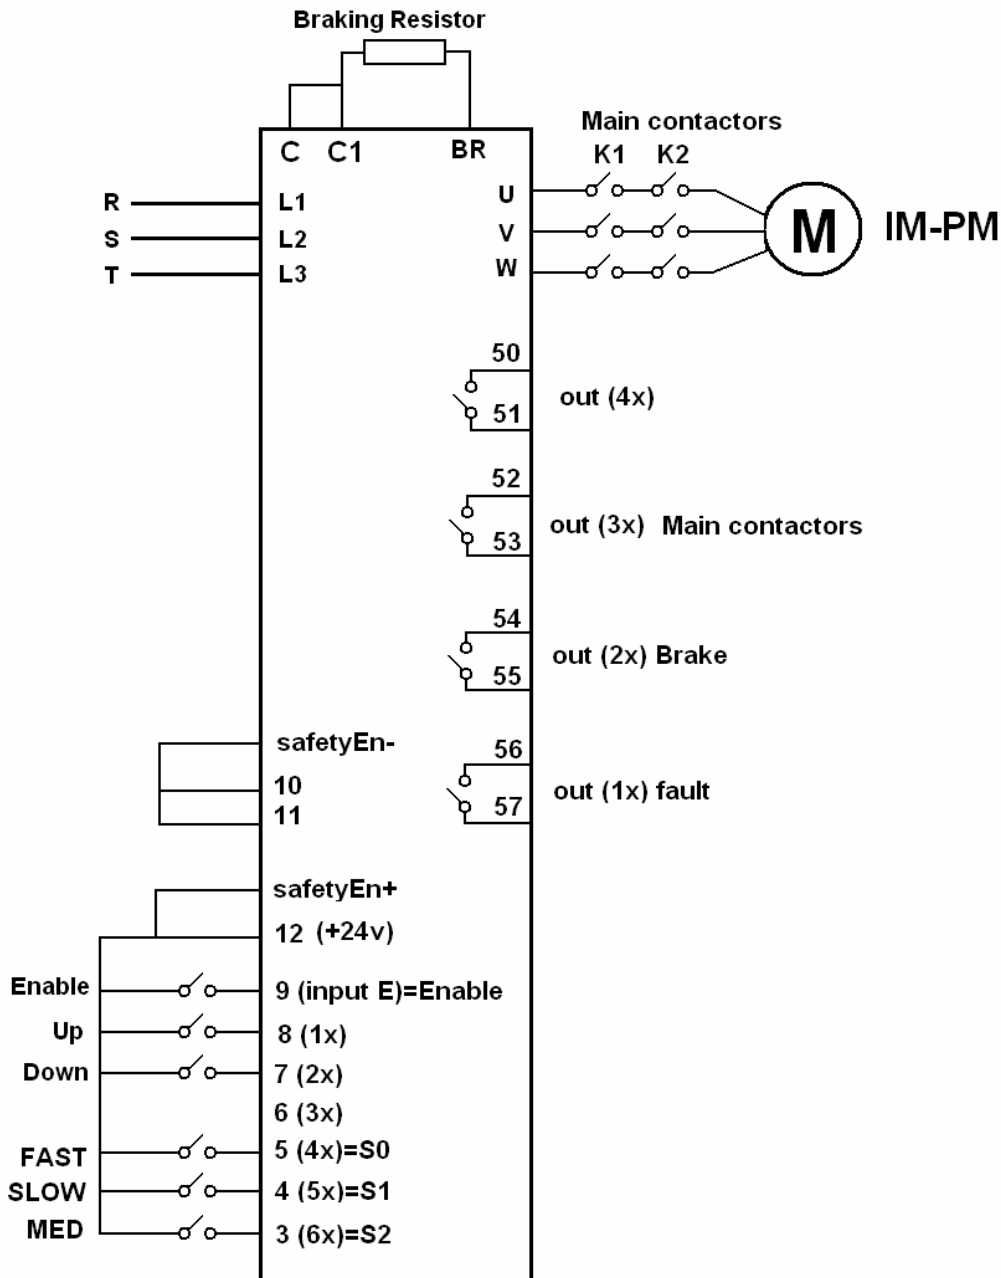 Braking Resistor
Main contactors
K1 K2
C C1 BR
R L1 U
S L2 V
T L3 W
M IM-PM
50
51 out (4x)
52
53 out (3x) Main contactors
54
55 out (2x) Brake
safetyEn-
10
11
56
57 out (1x) fault
safetyEn+
12 (+24v)
Enable 9 (input E)=Enable
Up 8 (1x)
Down 7 (2x)
6 (3x)
FAST 5 (4x)=S0
SLOW 4 (5x)=S1
MED 3 (6x)=S2